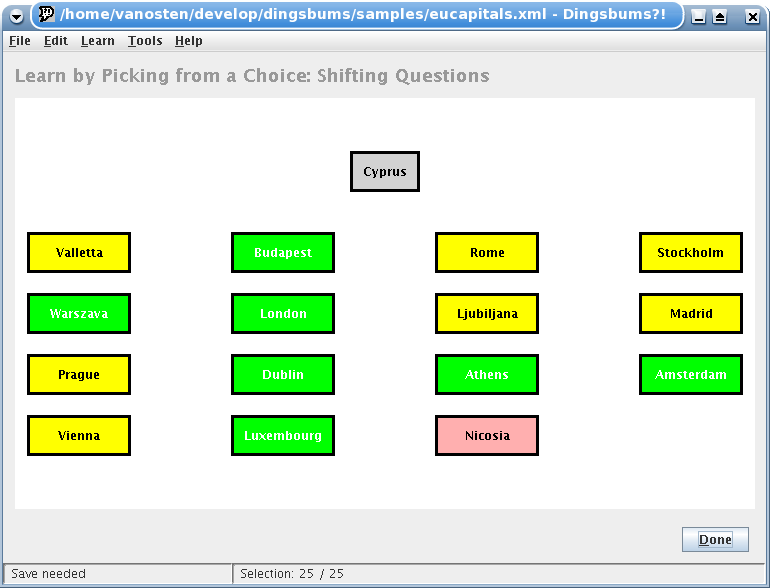 /home/vanosten/develop/dingsbums/samples/eucapitals.xml - Dingsbums?!
File Edit Learn Tools Help
Learn by Picking from a Choice: Shifting Questions
Cyprus
Valletta Budapest Rome Stockholm
Warszava London Ljubiljana Madrid
Prague Dublin Athens Amsterdam
Vienna Luxembourg Nicosia
Done
Save needed Selection: 25 / 25